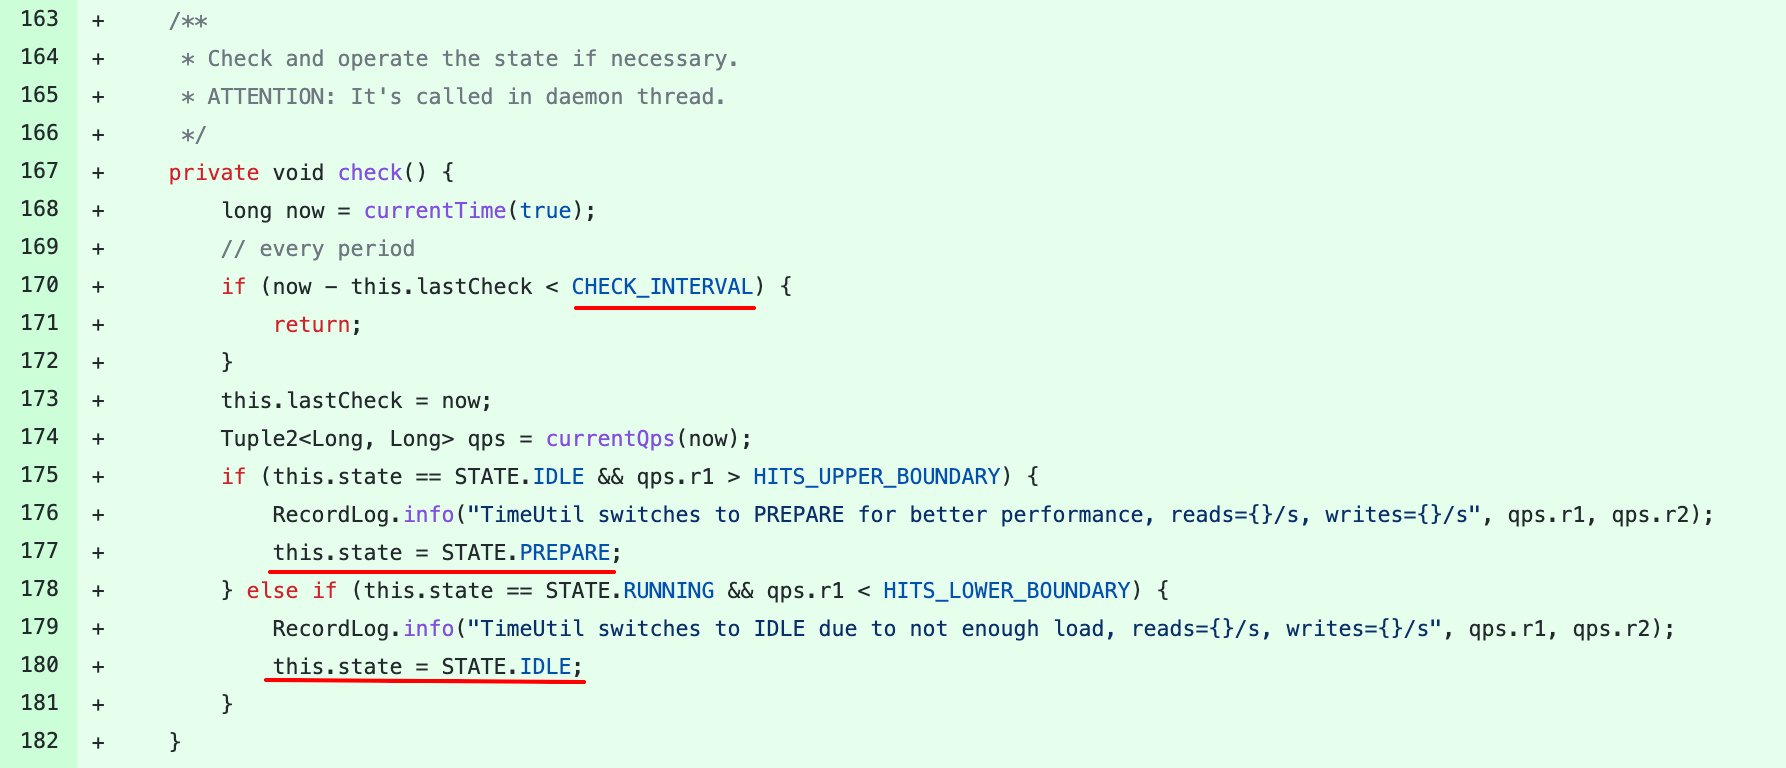 163 + /**
164 + * Check and operate the state if necessary.
165 + * ATTENTION: It's called in daemon thread.
166 + */
167 + private void check() {
168 + long now = currentTime(true);
169 + // every period
170 + if (now - this.lastCheck < CHECK_INTERVAL) {
171 + return;
172 + }
173 + this.lastCheck = now;
174 + Tuple2<Long, Long> qps = currentQps(now);
175 + if (this.state == STATE.IDLE && qps.r1 > HITS_UPPER_BOUNDARY) {
176 + RecordLog.info("TimeUtil switches to PREPARE for better performance, reads={}/s, writes={}/s", qps.r1, qps.r2);
177 + this.state = STATE.PREPARE;
178 + } else if (this.state == STATE.RUNNING && qps.r1 < HITS_LOWER_BOUNDARY) {
179 + RecordLog.info("TimeUtil switches to IDLE due to not enough load, reads={}/s, writes={}/s", qps.r1, qps.r2);
180 + this.state = STATE.IDLE;
181 + }
182 + }